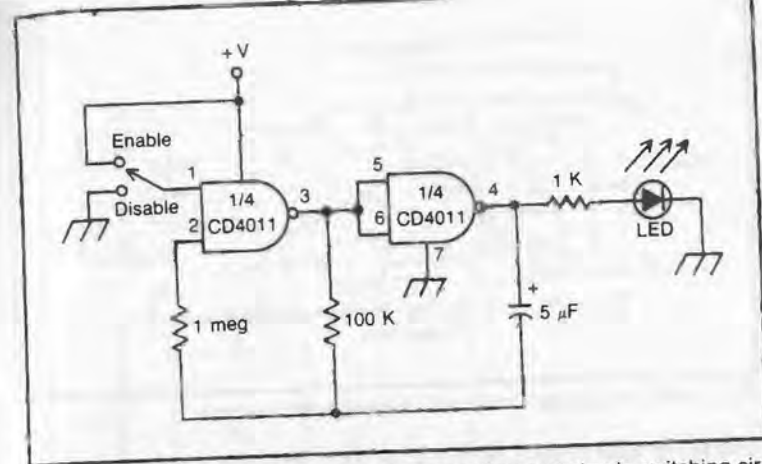 + V
Enable
Disable
1
2
1/4
CD4011
3
5
6
1/4
CD4011
4
7
1 K
LED
+
5 µF
1 meg
100 K
switching